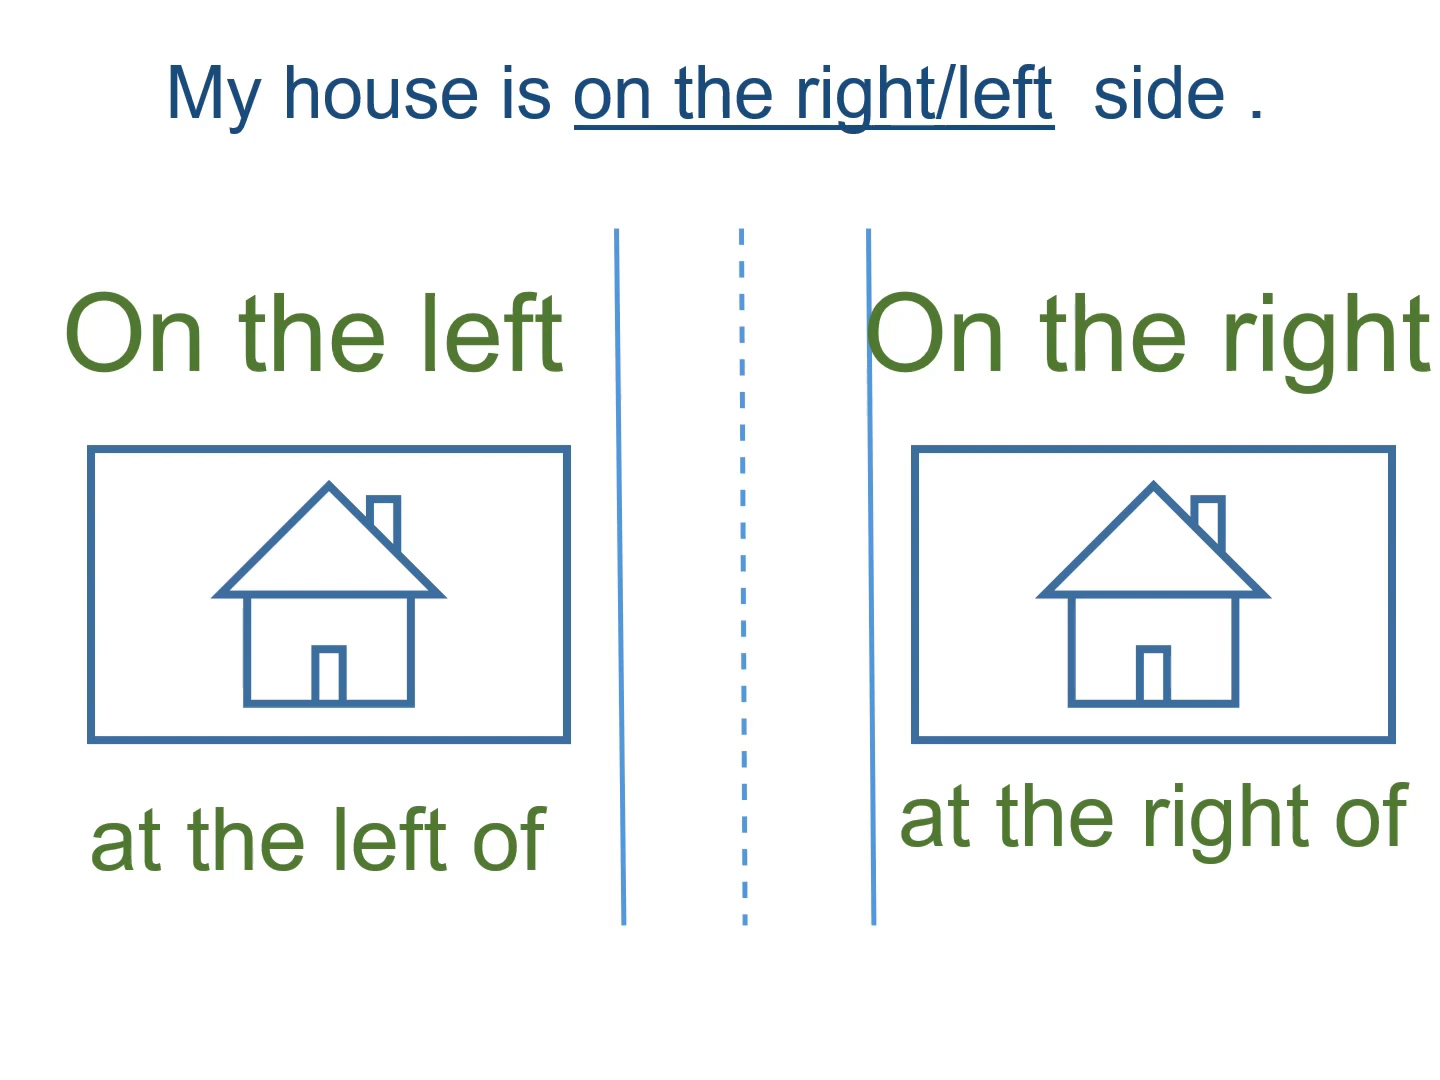 My house is on the right/left side .
On the left
On the right
at the left of
at the right of